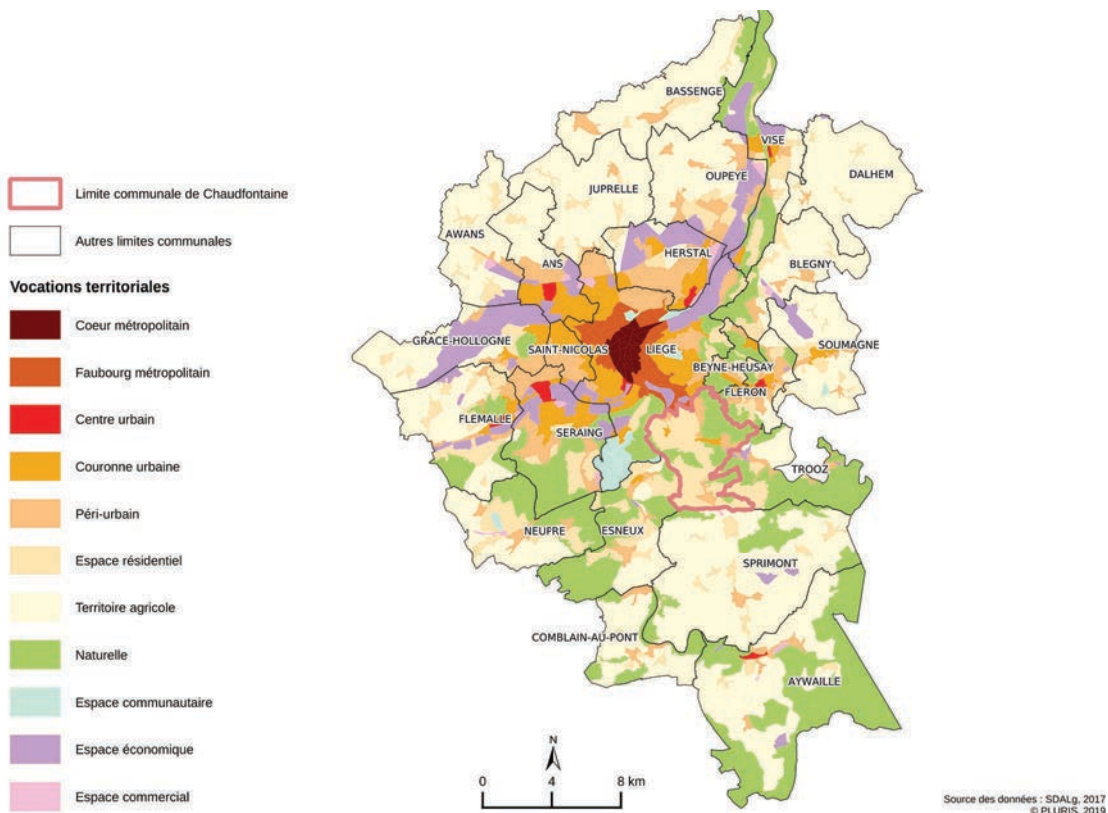 Limite communale de Chaudfontaine
Autres limites communales
Vocations territoriales
Coeur métropolitain
Faubourg métropolitain
Centre urbain
Couronne urbaine
Péri-urbain
Espace résidentiel
Territoire agricole
Naturelle
Espace communautaire
Espace économique
Espace commercial
BASSENGE
VISE
DALHEM
OUPEYE
JUPRELLE
AWANS
ANS
HERSTAL
BLEGNY
GRACE-HOLLOGNE
SAINT-NICOLAS
LIEGE
SOUMAGNE
BEYNE-HEUSAY
FLERON
FLEMALLE
SERAING
TROOZ
NEUPRE
ESNEUX
SPRIMONT
COMBLAIN-AU-PONT
AYWAILLE
N
0 4 8 km
Source des données : SDALg, 2017
© PLURIS, 2019